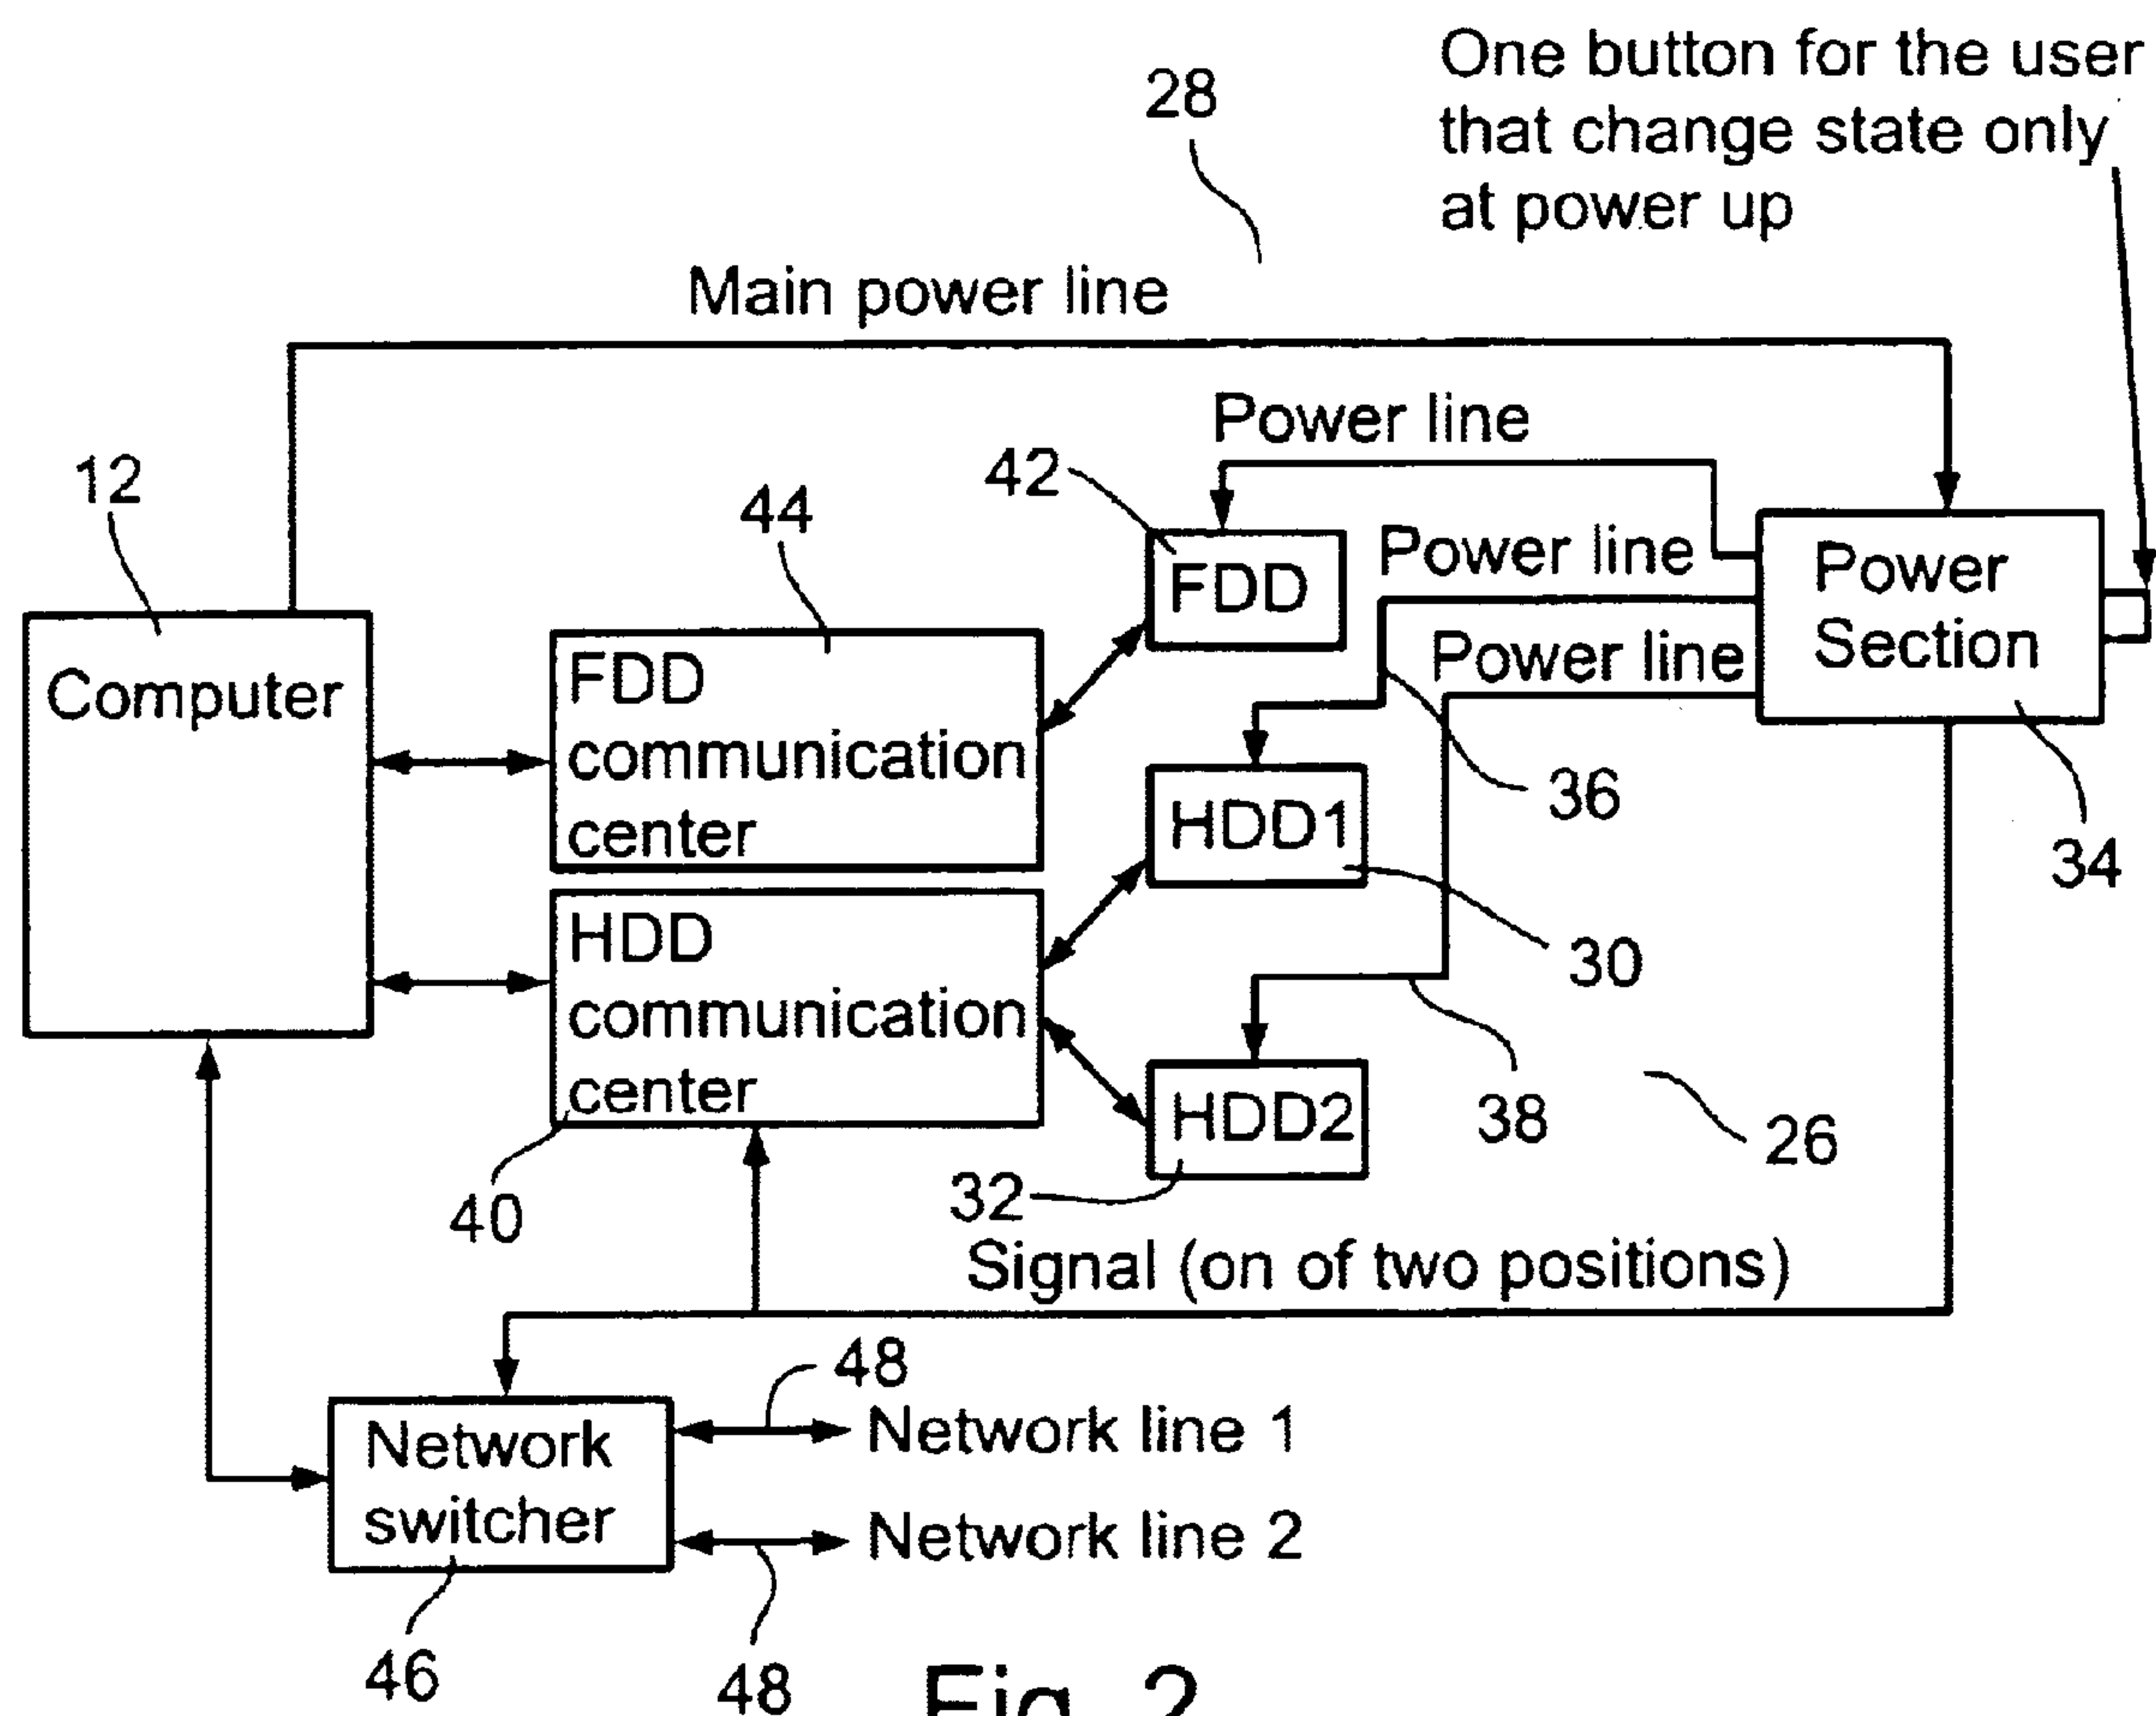 One button for the user
that change state only
at power up
28
Main power line
Power line
12
44
42
FDD
Power line
Power
Section
Power line
Computer
FDD
communication
center
36
HDD1
34
30
HDD
communication
center
38
HDD2
26
40
32
Signal (on of two positions)
48
Network line 1
Network
switcher
Network line 2
46
48
Fig. 2